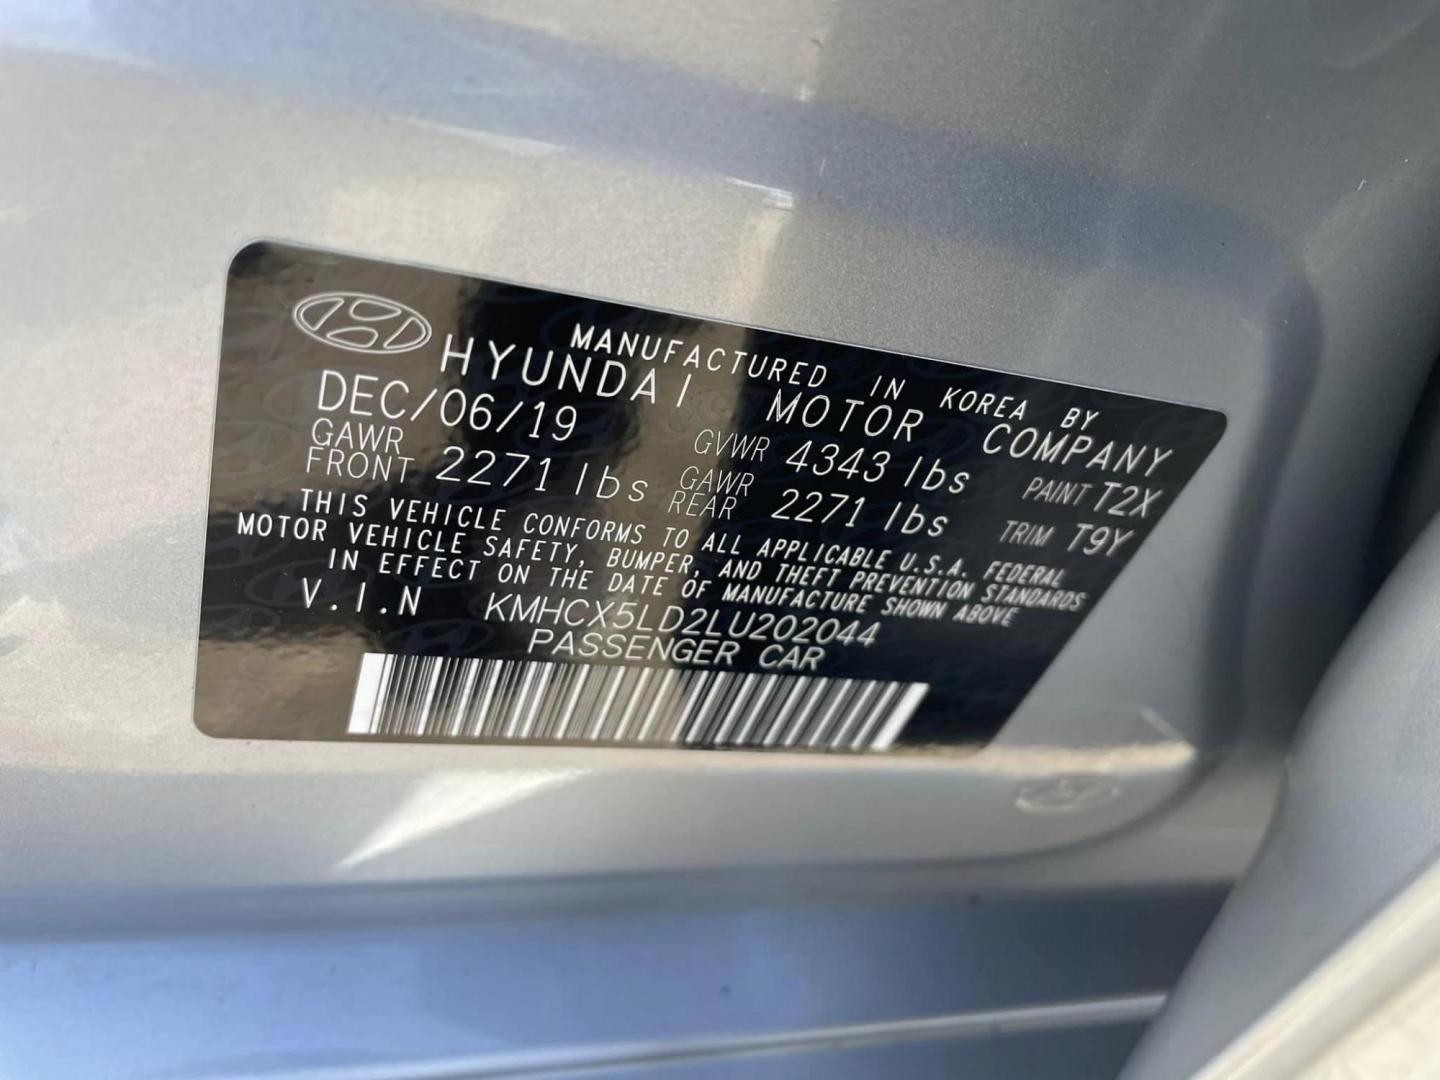 MANUFACTURED IN KOREA BY
HYUNDAI MOTOR COMPANY
DEC/06/19 GVWR 4343 lbs PAINT T2X
GAWR FRONT 2271 lbs GAWR REAR 2271 lbs TRIM T9Y
THIS VEHICLE CONFORMS TO ALL APPLICABLE U.S.A. FEDERAL
MOTOR VEHICLE SAFETY, BUMPER, AND THEFT PREVENTION STANDARDS
IN EFFECT ON THE DATE OF MANUFACTURE SHOWN ABOVE
V.I.N KMHCX5LD2LU202044
PASSENGER CAR